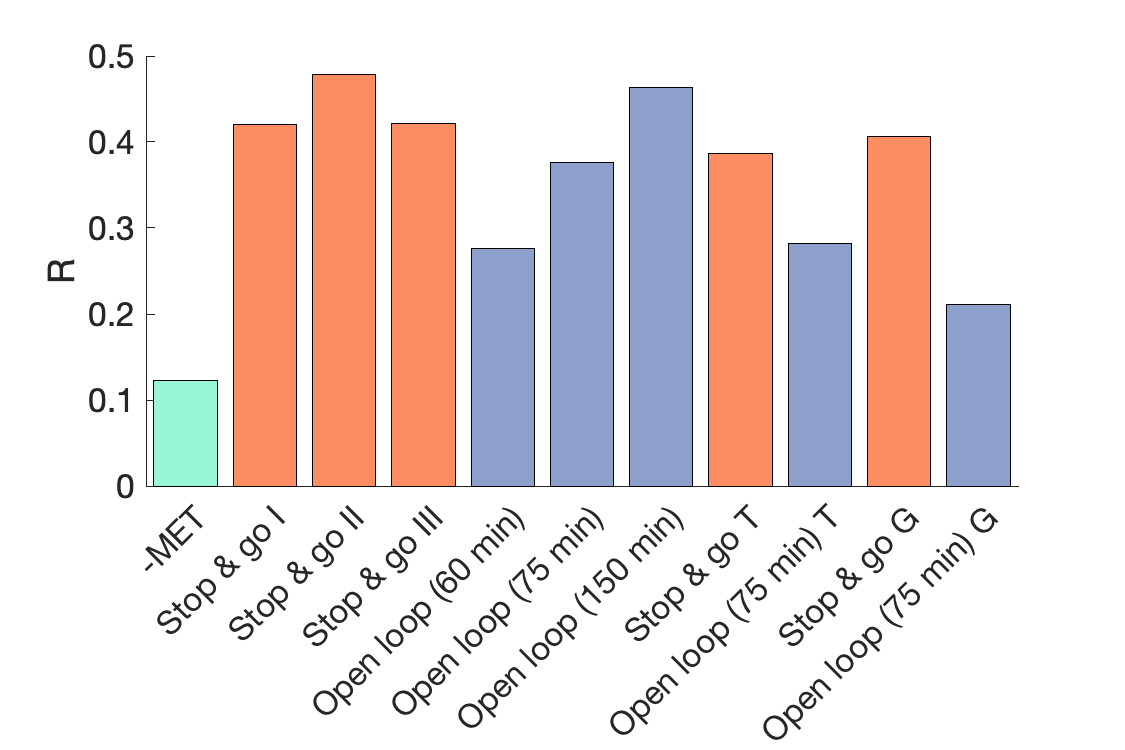 0.5
0.4
0.3
0.2
0.1
0
R
-MET
Stop & go I
Stop & go II
Stop & go III
Open loop (60 min)
Open loop (75 min)
Open loop (150 min)
Stop & go T
Open loop (75 min) T
Stop & go G
Open loop (75 min) G